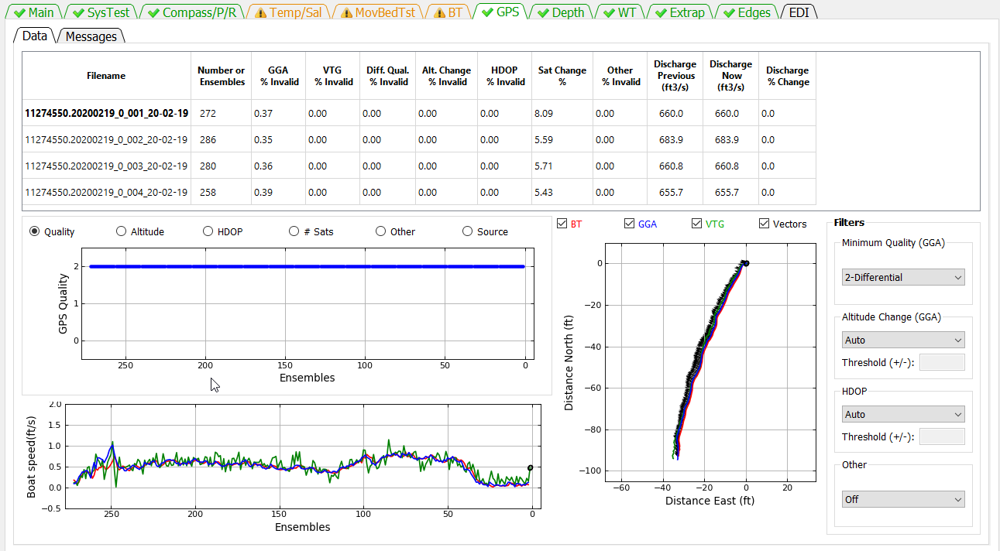 Main SysTest Compass/P/R Temp/Sal MovBedTst BT GPS Depth WT Extrap Edges EDI
Data Messages
Filename Number or Ensembles GGA % Invalid VTG % Invalid Diff. Qual. % Invalid Alt. Change % Invalid HDOP % Invalid Sat Change % Other % Invalid Discharge Previous (ft3/s) Discharge Now (ft3/s) Discharge % Change
11274550.20200219_0_001_20-02-19 272 0.37 0.00 0.00 0.00 0.00 8.09 0.00 660.0 660.0 0.0
11274550.20200219_0_002_20-02-19 286 0.35 0.00 0.00 0.00 0.00 5.59 0.00 683.9 683.9 0.0
11274550.20200219_0_003_20-02-19 280 0.36 0.00 0.00 0.00 0.00 5.71 0.00 660.8 660.8 0.0
11274550.20200219_0_004_20-02-19 258 0.39 0.00 0.00 0.00 0.00 5.43 0.00 655.7 655.7 0.0
Quality Altitude HDOP # Sats Other Source
GPS Quality
2
1
0
250 200 150 100 50 0
Ensembles
Boat speed(ft/s)
2.0
1.5
1.0
0.5
0.0
−0.5
250 200 150 100 50 0
Ensembles
BT GGA VTG Vectors
Distance North (ft)
0
−20
−40
−60
−80
−100
−60 −40 −20 0 20
Distance East (ft)
Filters
Minimum Quality (GGA)
2-Differential
Altitude Change (GGA)
Auto
Threshold (+/-):
HDOP
Auto
Threshold (+/-):
Other
Off